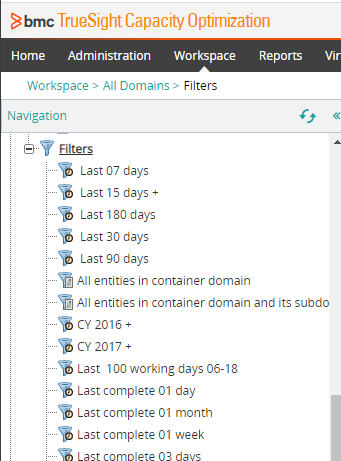 bmc TrueSight Capacity Optimization
Home Administration Workspace Reports Vir
Workspace > All Domains > Filters
Navigation «
Filters
Last 07 days
Last 15 days +
Last 180 days
Last 30 days
Last 90 days
All entities in container domain
All entities in container domain and its subdo
CY 2016 +
CY 2017 +
Last 100 working days 06-18
Last complete 01 day
Last complete 01 month
Last complete 01 week
Last complete 03 days